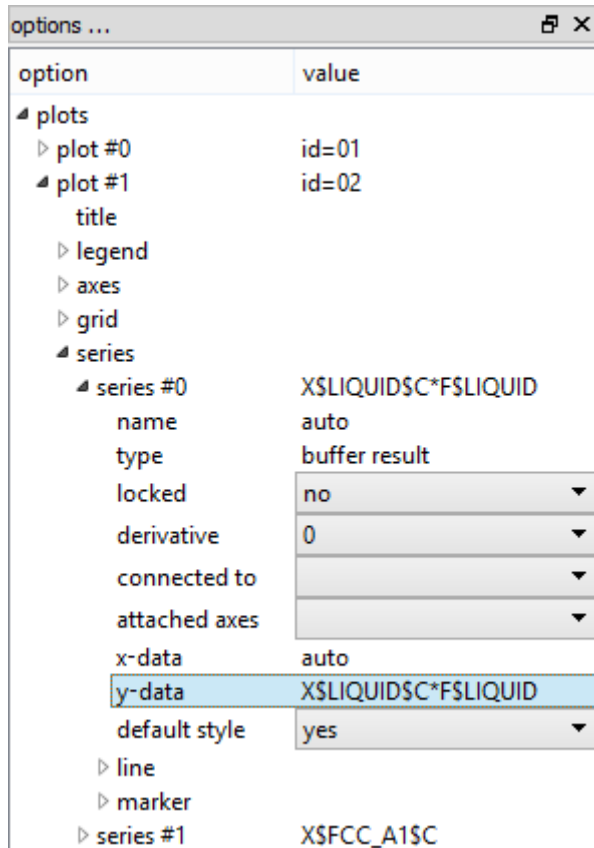 options ...
option value
plots
plot #0 id=01
plot #1 id=02
title
legend
axes
grid
series
series #0 X$LIQUID$C*F$LIQUID
name auto
type buffer result
locked no
derivative 0
connected to
attached axes
x-data auto
y-data X$LIQUID$C*F$LIQUID
default style yes
line
marker
series #1 X$FCC_A1$C